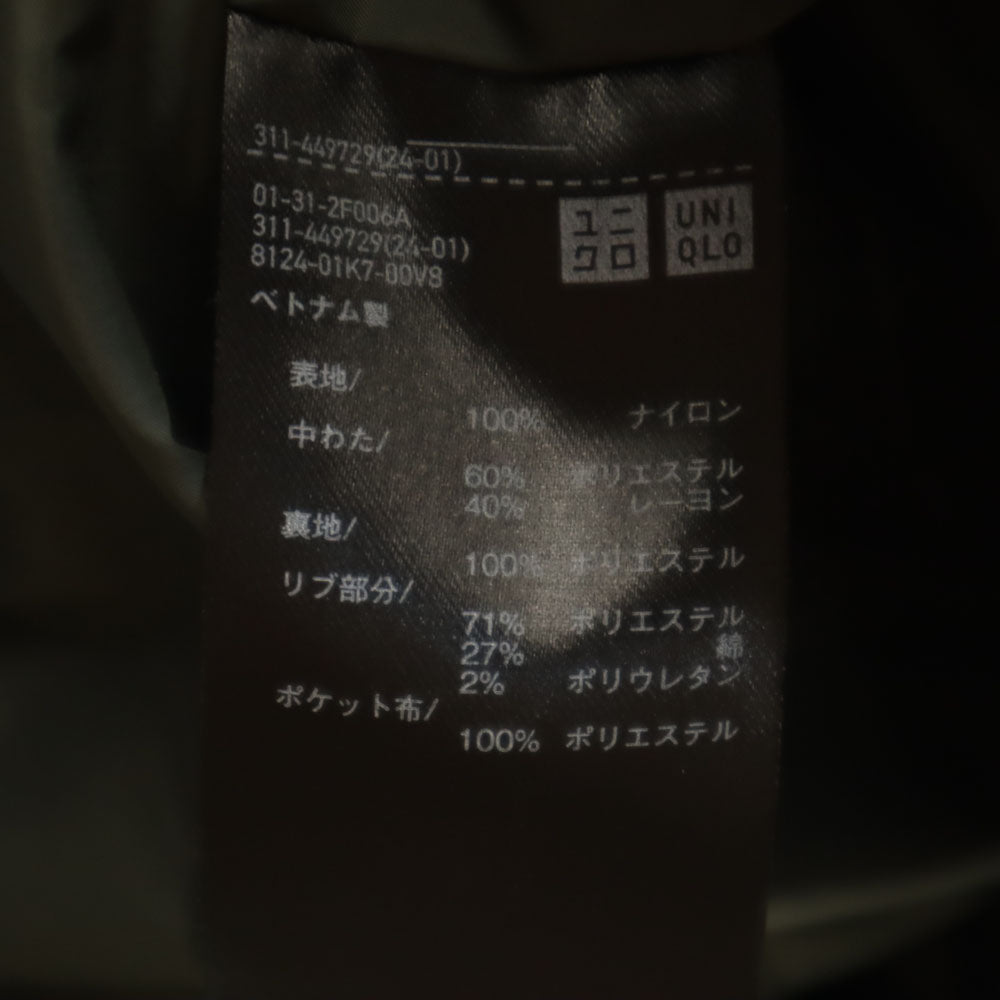 311-449729(24-01)
01-31-2F006A
311-449729(24-01)
8124-01K7-00V8
ユニクロ
UNIQLO
ベトナム製
表地/
100% ナイロン
中わた/
60% ポリエステル
40% レーヨン
裏地/
100% ポリエステル
リブ部分/
71% ポリエステル
27% 綿
2% ポリウレタン
ポケット布/
100% ポリエステル